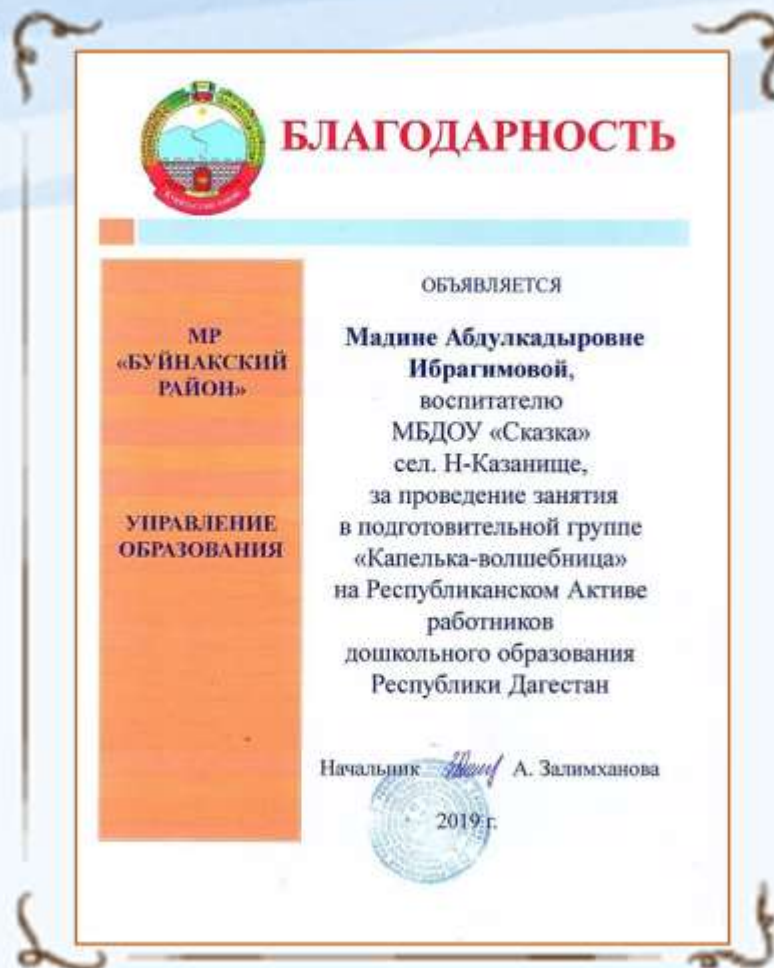 БЛАГОДАРНОСТЬ
МР
«БУЙНАКСКИЙ
РАЙОН»
УПРАВЛЕНИЕ
ОБРАЗОВАНИЯ
ОБЪЯВЛЯЕТСЯ
Мадине Абдулкадыровне
Ибрагимовой,
воспитателю
МБДОУ «Сказка»
сел. Н-Казанище,
за проведение занятия
в подготовительной группе
«Капелька-волшебница»
на Республиканском Активе
работников
дошкольного образования
Республики Дагестан
Начальник А. Залимханова
2019 г.